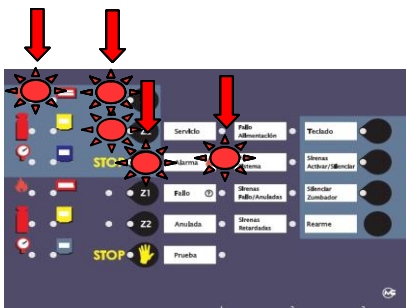 Servicio
Fallo
Alimentación
Teclado
STOP
Alarma
Sistema
Sirenas
Activar/Silenciar
Z1
Fallo
Sirenas
Fallo/Anuladas
Silenciar
Zumbador
Z2
Anulada
Sirenas
Retardadas
Rearme
STOP
Prueba